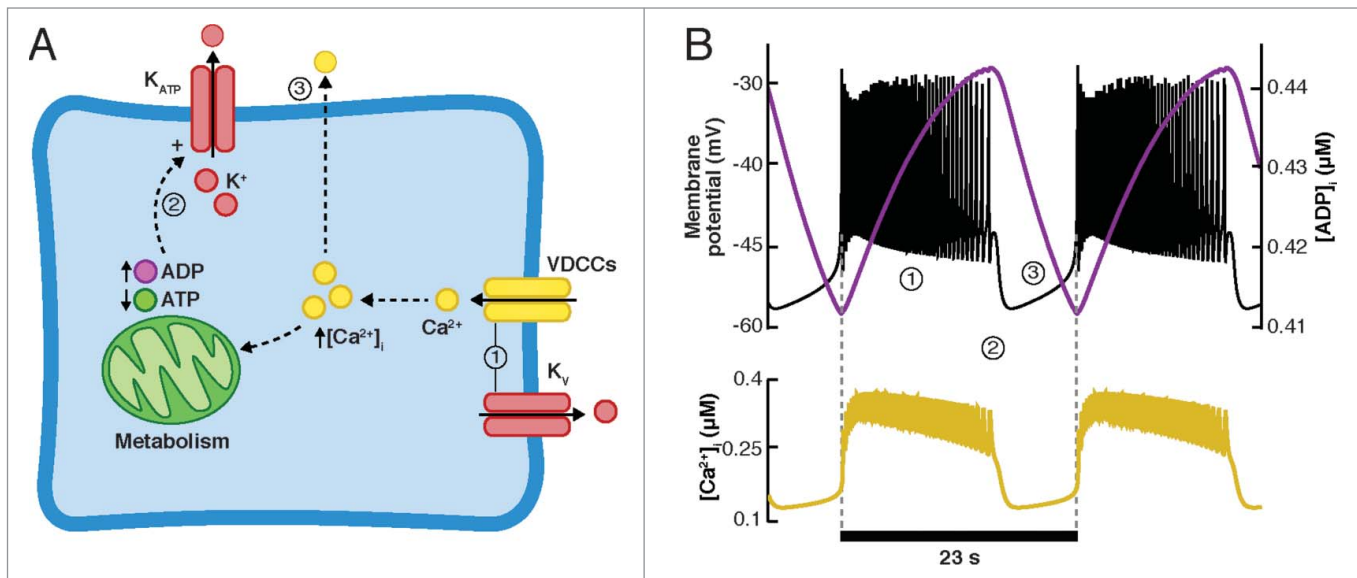 A
K_ATP
③
+
K⁺
②
ADP
ATP
VDCCs
Ca²⁺
↑[Ca²⁺]ᵢ
①
K_V
Metabolism
B
Membrane
potential (mV)
-30
-40
-45
-60
0.44
0.43
0.42
0.41
[ADP]ᵢ (μM)
①
③
②
[Ca²⁺]ᵢ (μM)
0.4
-0.25
0.1
23 s